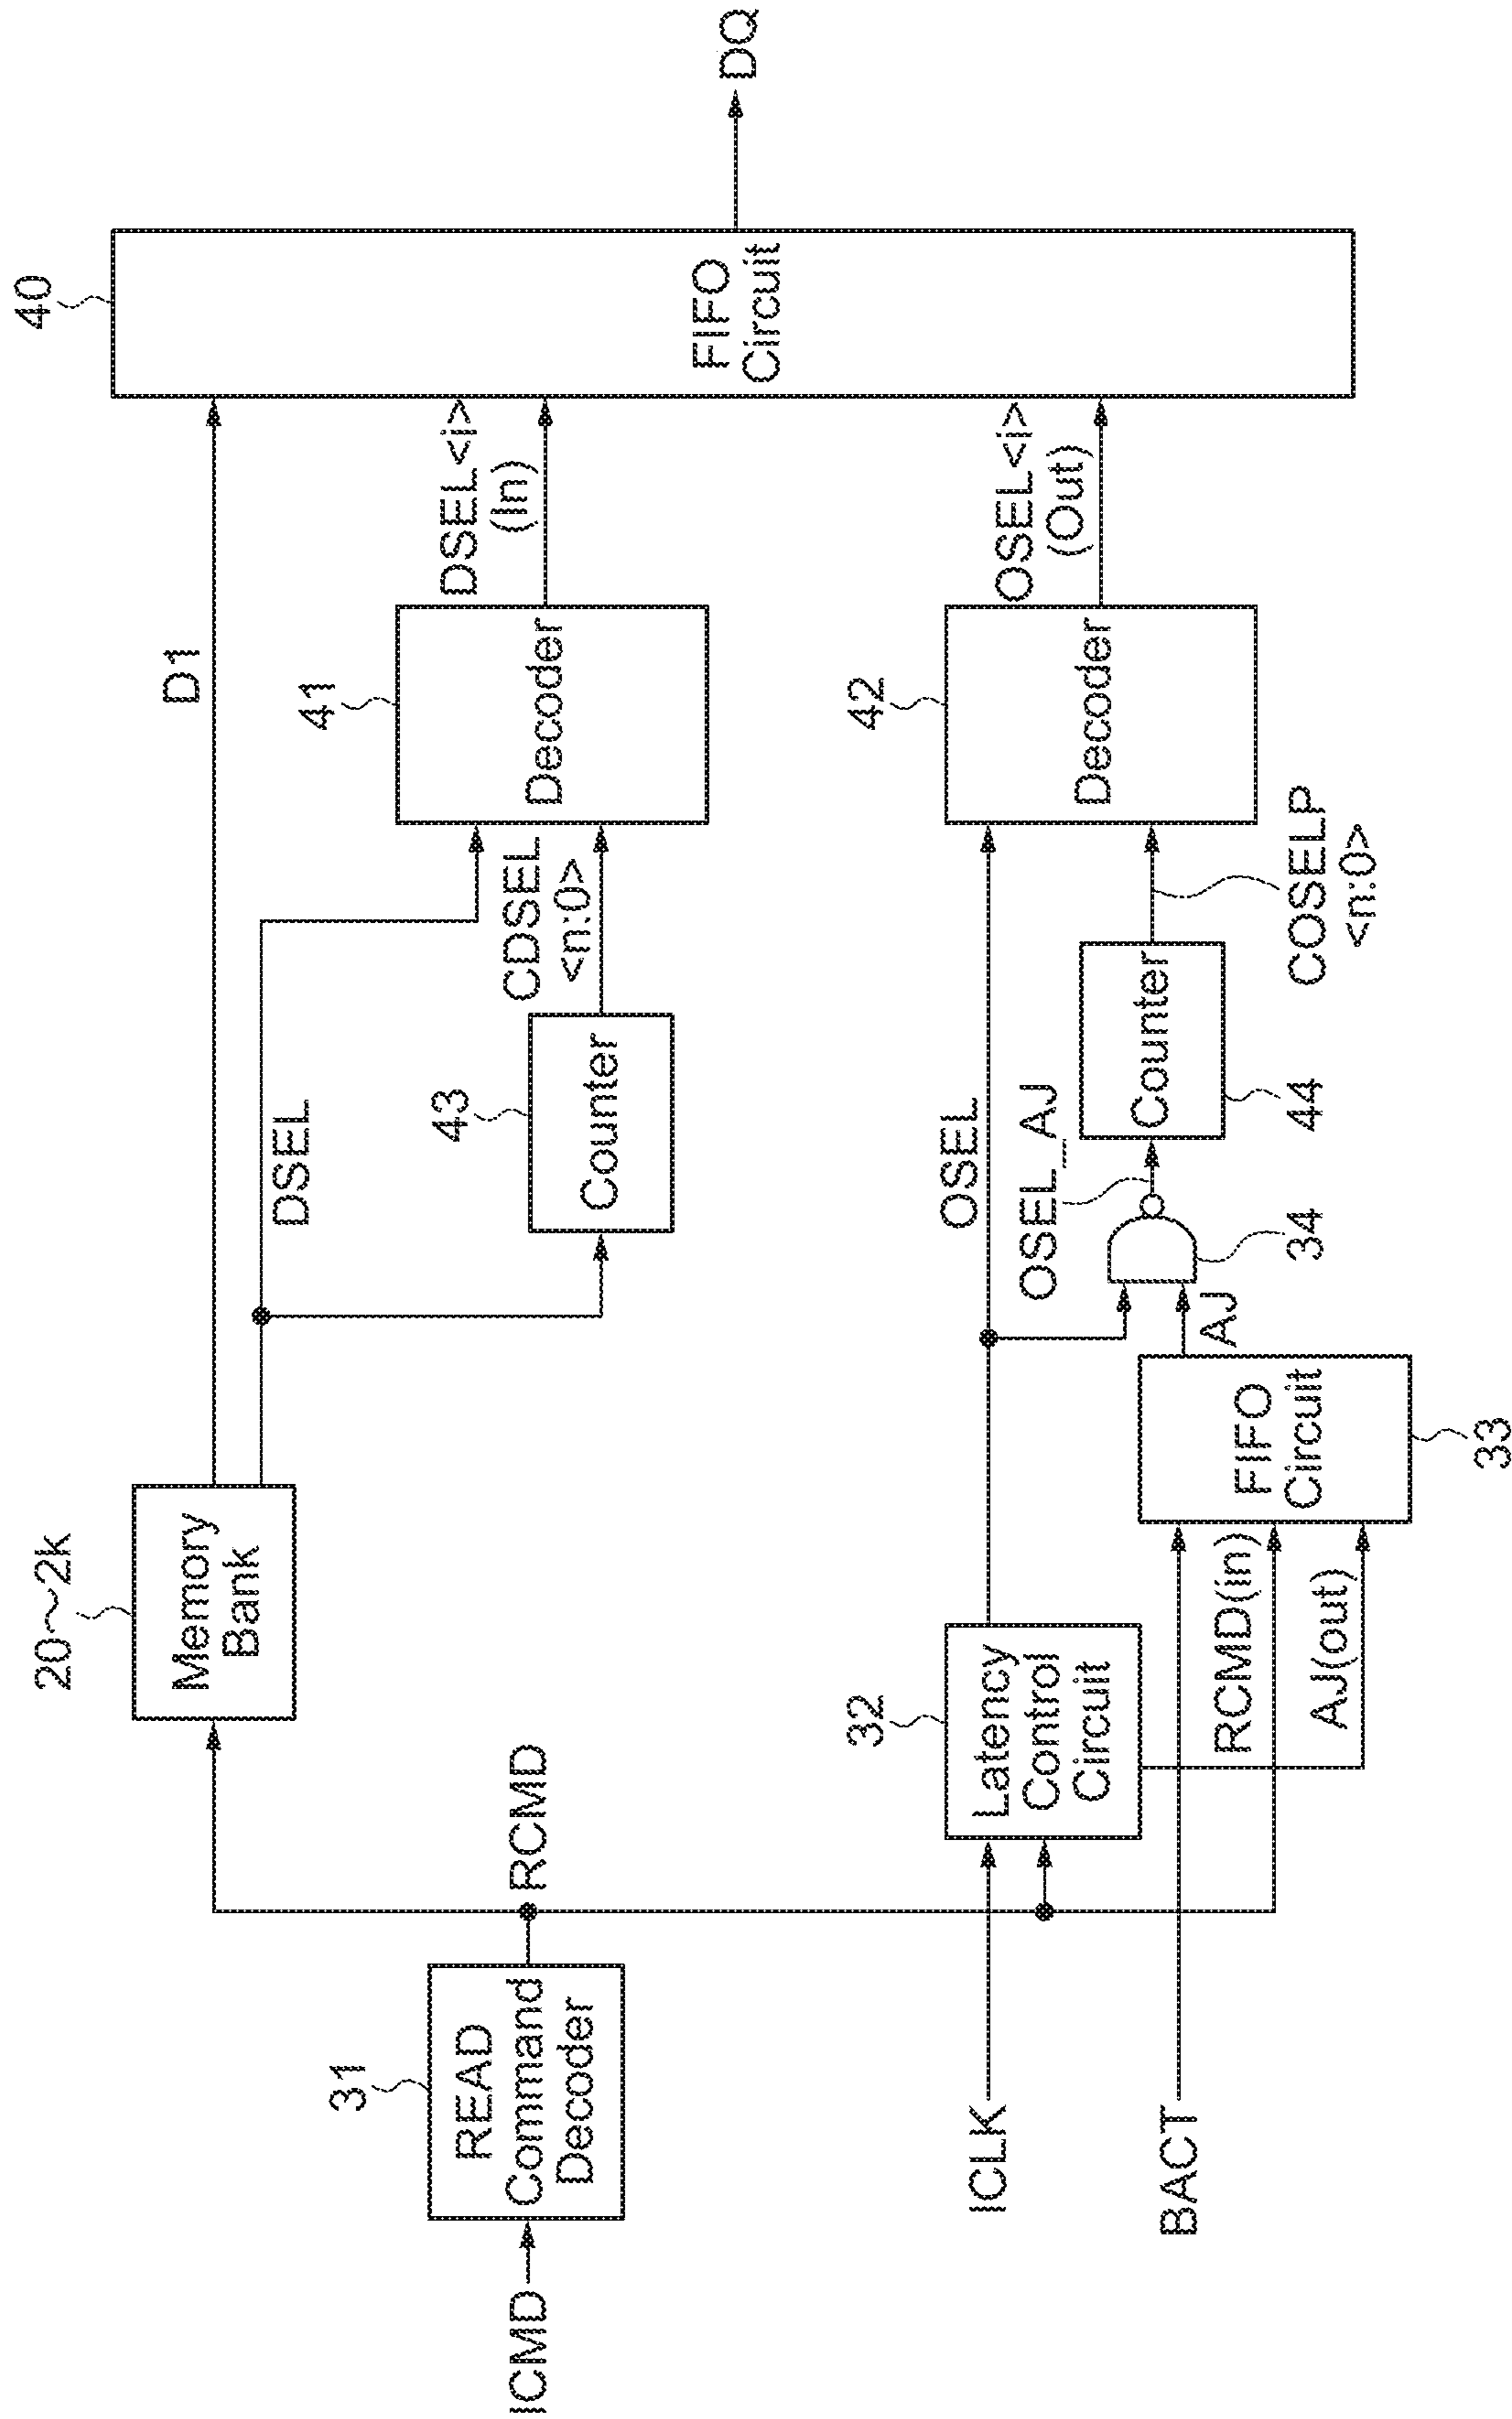 ICMD
31
READ
Command
Decoder
RCMD
20~2k
Memory
Bank
D1
DSEL
43
Counter
CDSEL
<n:0>
41
Decoder
DSEL<i>
(In)
40
FIFO
Circuit
DQ
ICLK
BACT
32
Latency
Control
Circuit
RCMD(in)
AJ(out)
FIFO
Circuit
33
AJ
34
OSEL
OSEL_AJ
Counter
44
COSELP
<n:0>
42
Decoder
OSEL<i>
(Out)